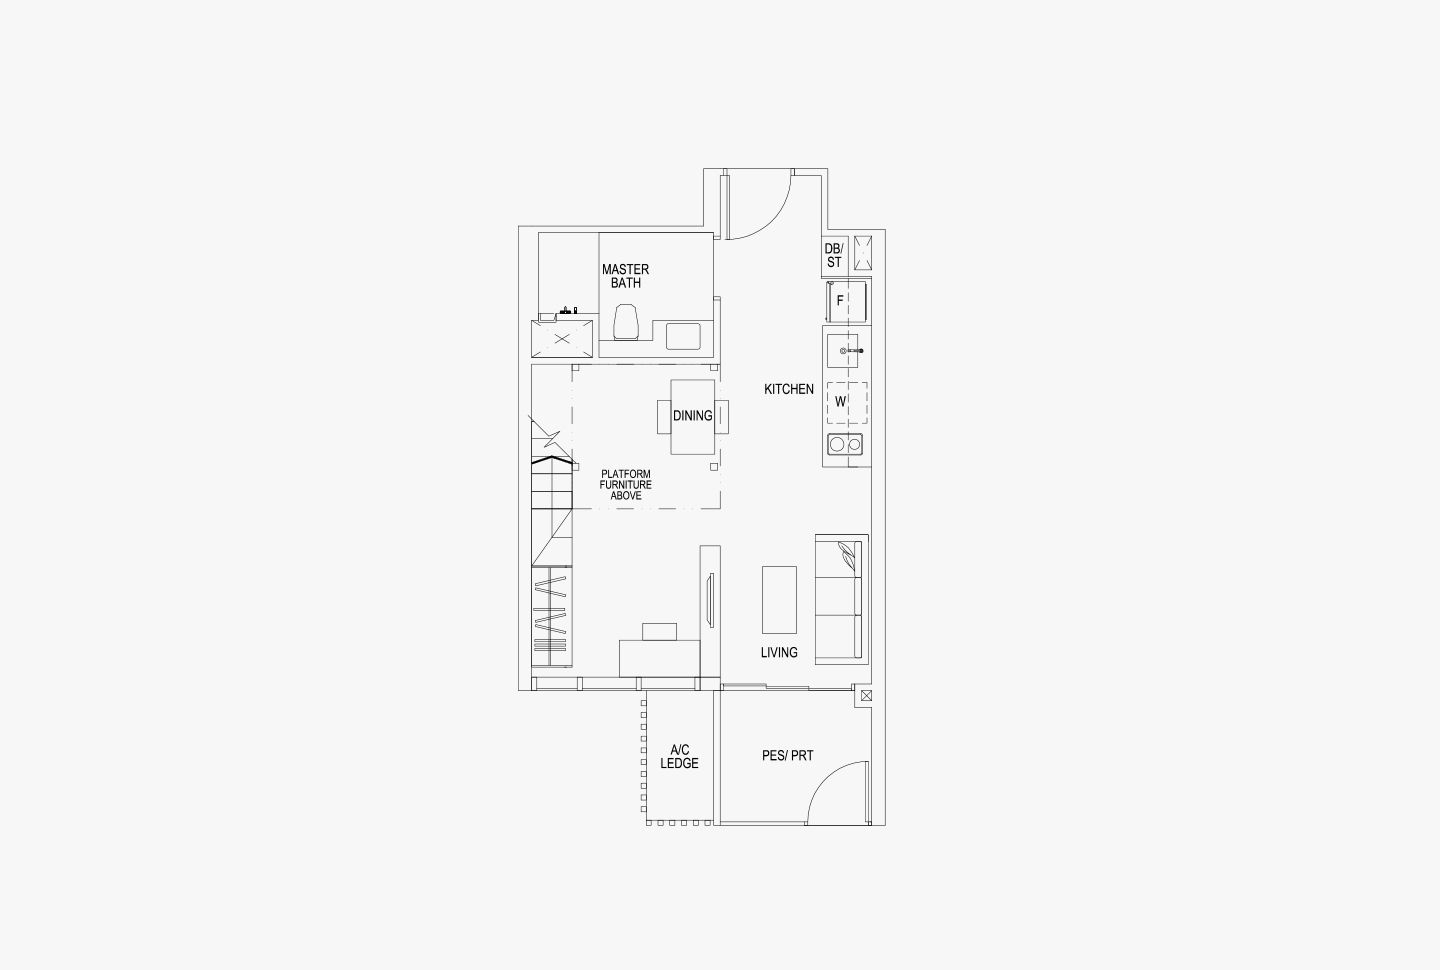 DB/
ST
MASTER
BATH
F
KITCHEN
W
DINING
PLATFORM
FURNITURE
ABOVE
LIVING
A/C
LEDGE
PES/ PRT